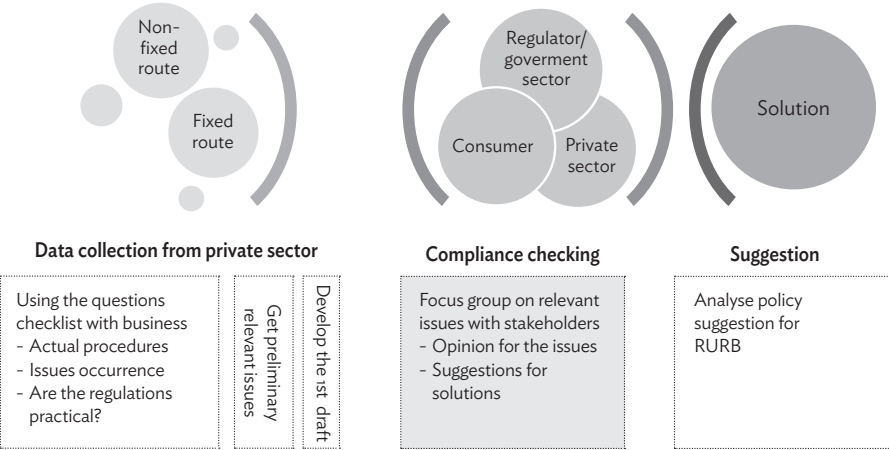 Non-
fixed
route
Fixed
route
Regulator/
goverment
sector
Consumer
Private
sector
Solution
Data collection from private sector
Using the questions
checklist with business
- Actual procedures
- Issues occurrence
- Are the regulations
practical?
Get preliminary
relevant issues
Develop the 1st draft
Compliance checking
Focus group on relevant
issues with stakeholders
- Opinion for the issues
- Suggestions for
solutions
Suggestion
Analyse policy
suggestion for
RURB